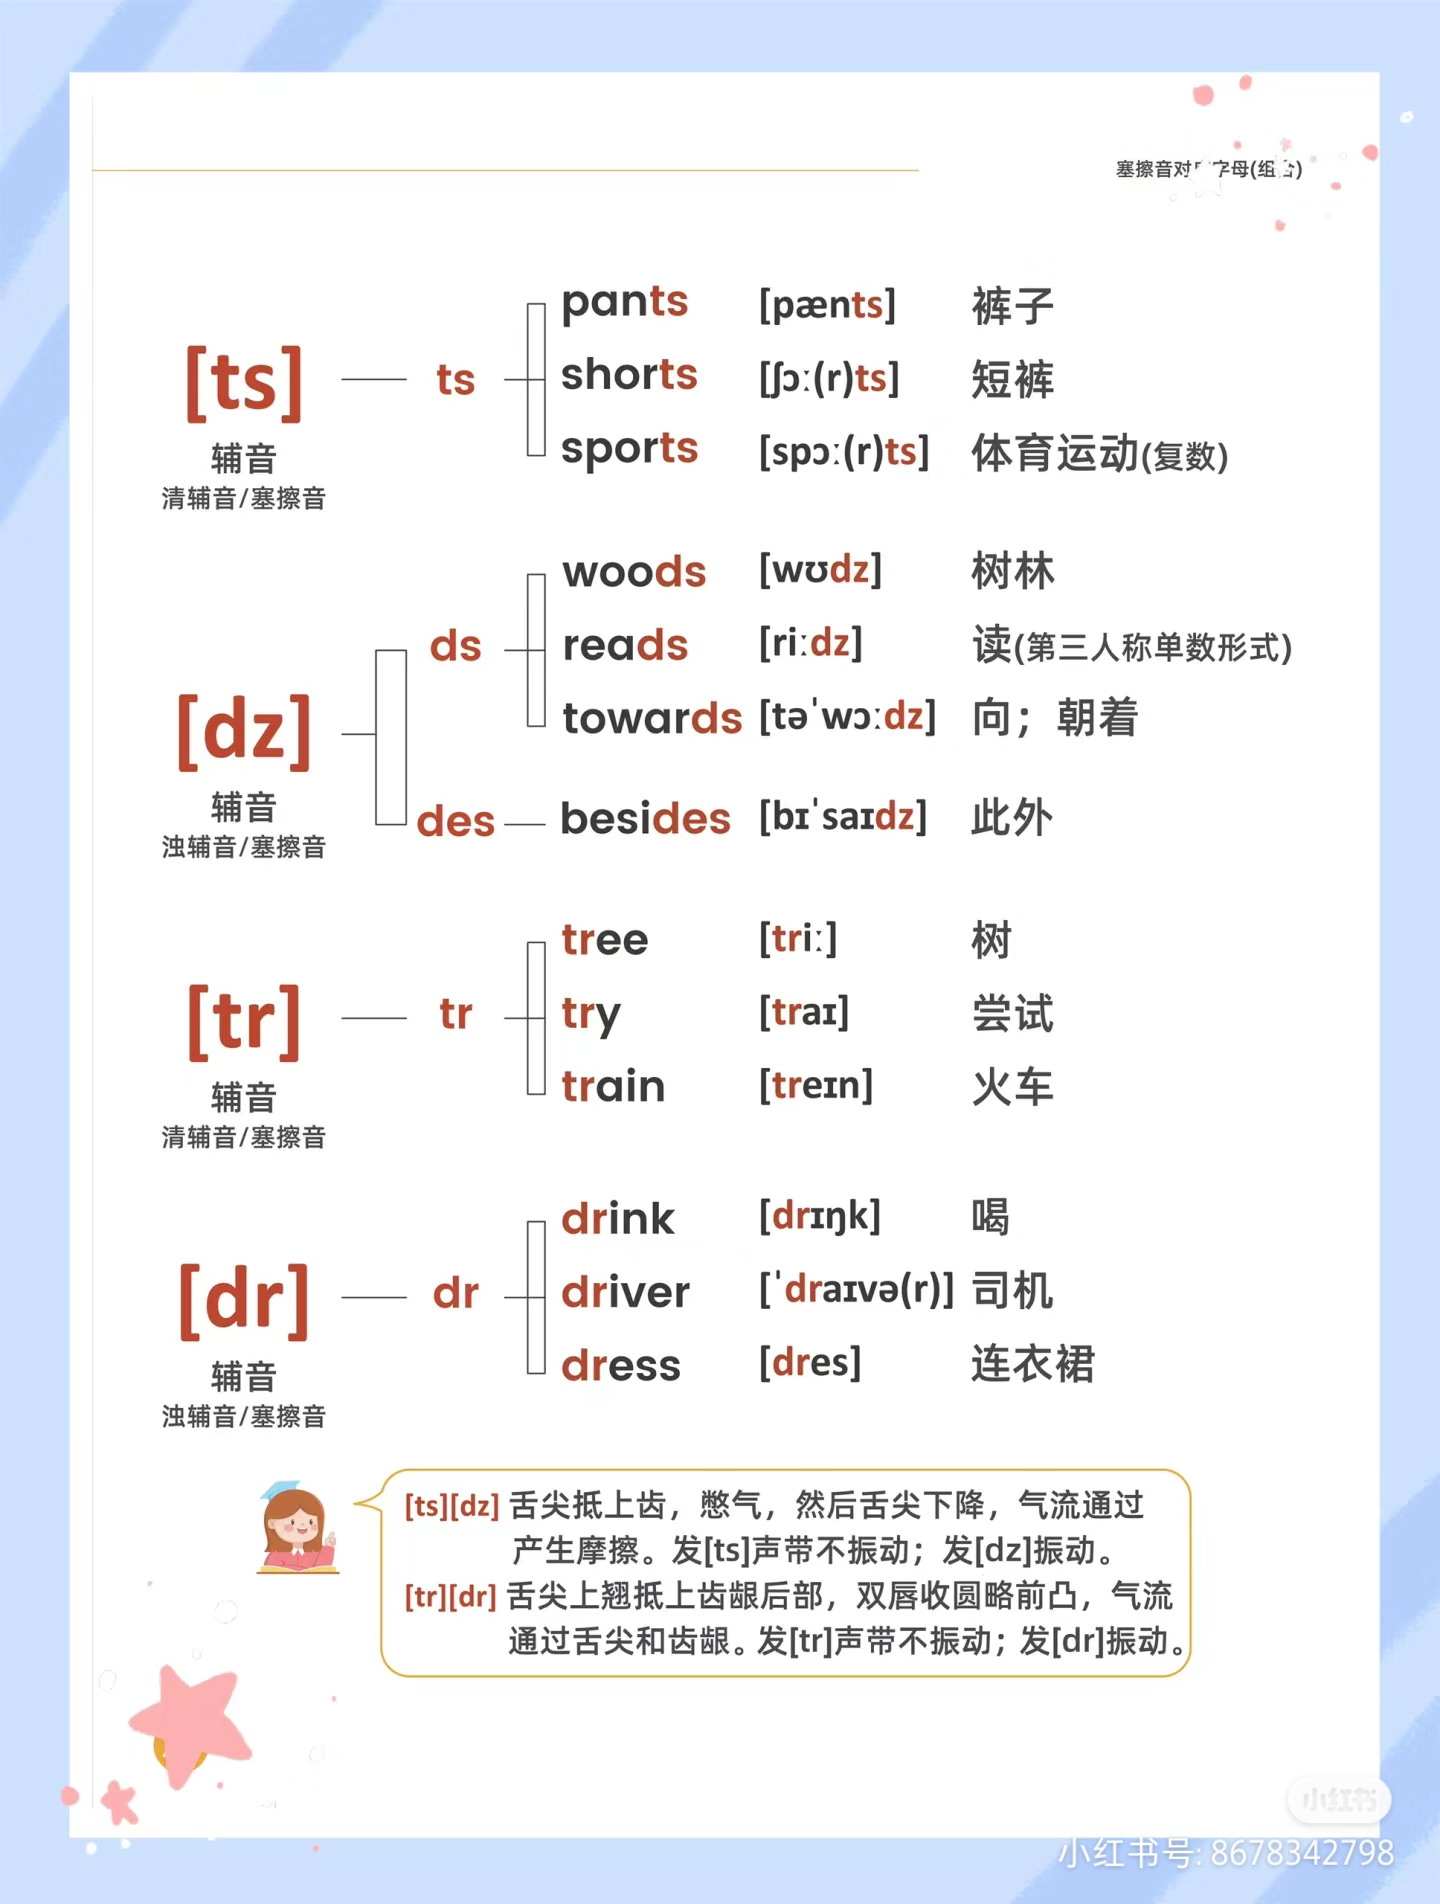 塞擦音对 字母(组合)
pants [pænts] 裤子
shorts [ʃɔː(r)ts] 短裤
sports [spɔː(r)ts] 体育运动(复数)
[ts] ts
辅音
清辅音/塞擦音
woods [wʊdz] 树林
reads [riːdz] 读(第三人称单数形式)
towards [təˈwɔːdz] 向；朝着
besides [bɪˈsaɪdz] 此外
[dz] ds
des
辅音
浊辅音/塞擦音
tree [triː] 树
try [traɪ] 尝试
train [treɪn] 火车
[tr] tr
辅音
清辅音/塞擦音
drink [drɪŋk] 喝
driver [ˈdraɪvə(r)] 司机
dress [dres] 连衣裙
[dr] dr
辅音
浊辅音/塞擦音
[ts][dz] 舌尖抵上齿，憋气，然后舌尖下降，气流通过
产生摩擦。发[ts]声带不振动；发[dz]振动。
[tr][dr] 舌尖上翘抵上齿龈后部，双唇收圆略前凸，气流
通过舌尖和齿龈。发[tr]声带不振动；发[dr]振动。
小红书
小红书号: 8678342798